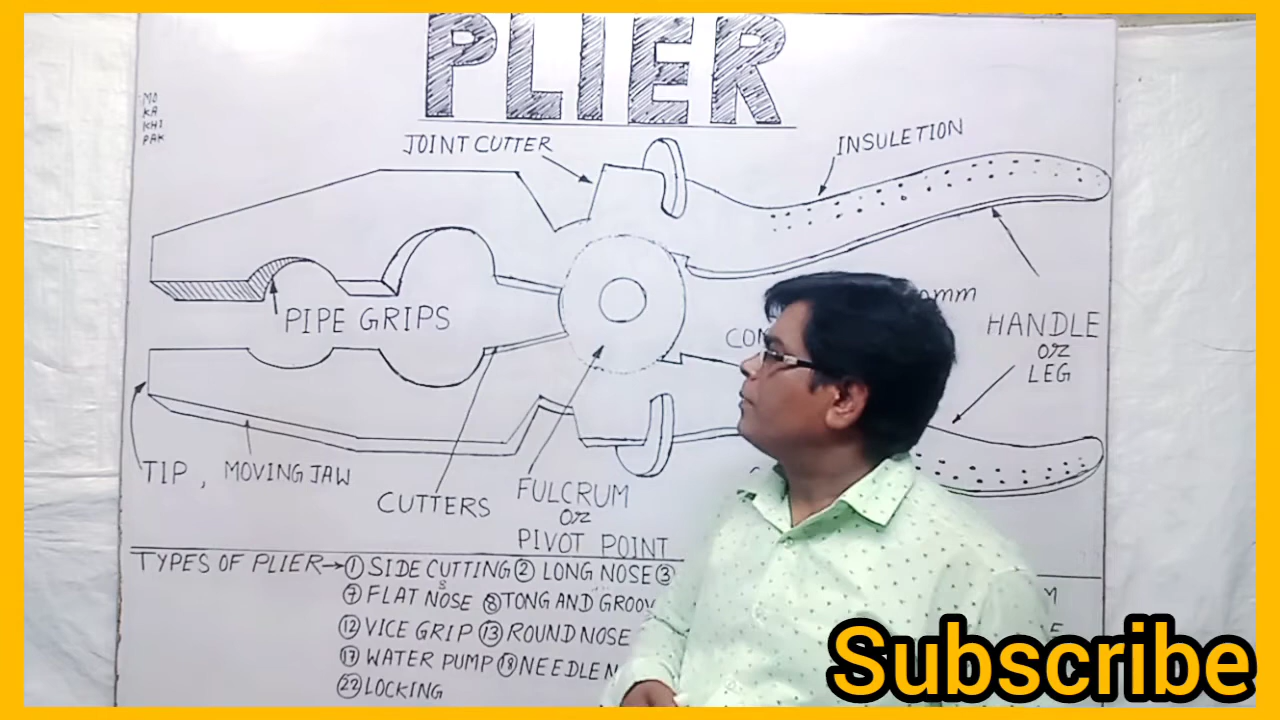 PLIER
MO
KA
KHI
PAK
JOINT CUTTER
INSULETION
PIPE GRIPS
mm
HANDLE
or
LEG
TIP, MOVING JAW
CUTTERS
FULCRUM
or
PIVOT POINT
TYPES OF PLIER → ① SIDE CUTTING ② LONG NOSE ③
FLAT NOSE ⑧ TONG AND GROOV
⑫ VICE GRIP ⑬ ROUND NOSE
⑰ WATER PUMP ⑱ NEEDLE N
LOCKING
Subscribe